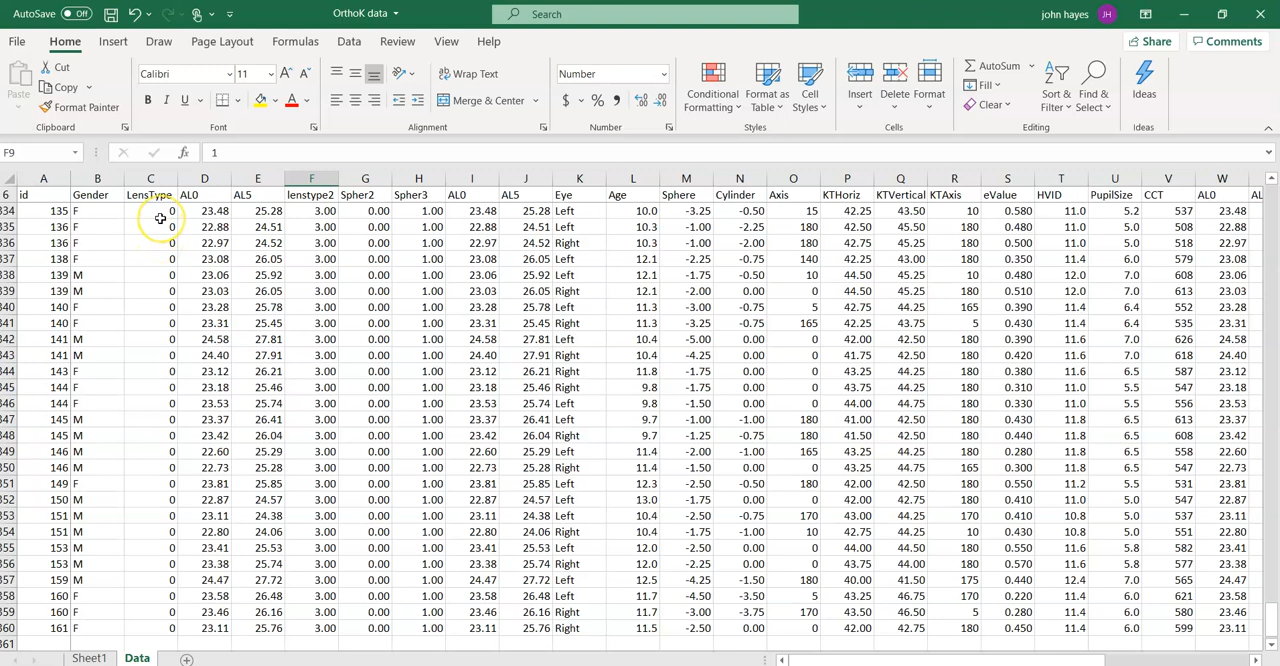 AutoSave Off OrthoK data Search john hayes JH
File Home Insert Draw Page Layout Formulas Data Review View Help Share Comments
Paste Cut Copy Format Painter Clipboard
Calibri 11 A A B I U A Font
Wrap Text Merge & Center Alignment
Number $ % , Number
Conditional Formatting Format as Table Cell Styles Styles
Insert Delete Format Cells
AutoSum Fill Clear Sort & Filter Find & Select Editing
Ideas Ideas
F9 fx 1
A B C D E F G H I J K L M N O P Q R S T U V W
6 id Gender LensType AL0 AL5 lenstype2 Spher2 Spher3 AL0 AL5 Eye Age Sphere Cylinder Axis KTHoriz KTVertical KTAxis eValue HVID PupilSize CCT AL0 AL
334 135 F 0 23.48 25.28 3.00 0.00 1.00 23.48 25.28 Left 10.0 -3.25 -0.50 15 42.25 43.50 10 0.580 11.0 5.2 537 23.48
335 136 F 0 22.88 24.51 3.00 0.00 1.00 22.88 24.51 Left 10.3 -1.00 -2.25 180 42.50 45.50 180 0.480 11.0 5.0 508 22.88
336 136 F 0 22.97 24.52 3.00 0.00 1.00 22.97 24.52 Right 10.3 -1.00 -2.00 180 42.75 45.25 180 0.500 11.0 5.0 518 22.97
337 138 F 0 23.08 26.05 3.00 0.00 1.00 23.08 26.05 Left 12.1 -2.25 -0.75 140 42.25 43.00 180 0.350 11.4 6.0 579 23.08
338 139 M 0 23.06 25.92 3.00 0.00 1.00 23.06 25.92 Left 12.1 -1.75 -0.50 10 44.50 45.25 10 0.480 12.0 7.0 608 23.06
339 139 M 0 23.03 25.05 3.00 0.00 1.00 23.03 26.05 Right 12.1 -2.00 0.00 0 44.50 45.25 180 0.510 12.0 7.0 613 23.03
340 140 F 0 23.28 25.78 3.00 0.00 1.00 23.28 25.78 Left 11.3 -3.00 -0.75 5 42.75 44.25 165 0.390 11.4 6.4 552 23.28
341 140 F 0 23.31 25.45 3.00 0.00 1.00 23.31 25.45 Right 11.3 -3.25 -0.75 165 42.25 43.75 5 0.430 11.4 6.4 535 23.31
342 141 M 0 24.58 27.81 3.00 0.00 1.00 24.58 27.81 Left 10.4 -5.00 0.00 0 42.00 42.50 180 0.390 11.6 7.0 626 24.58
343 141 M 0 24.40 27.91 3.00 0.00 1.00 24.40 27.91 Right 10.4 -4.25 0.00 0 41.75 42.50 180 0.420 11.6 7.0 618 24.40
344 143 F 0 23.12 26.21 3.00 0.00 1.00 23.12 26.21 Right 11.8 -1.75 0.00 0 43.25 44.25 180 0.380 11.6 6.5 587 23.12
345 144 F 0 23.18 25.46 3.00 0.00 1.00 23.18 25.46 Right 9.8 -1.75 0.00 0 43.75 44.25 180 0.310 11.0 5.5 547 23.18
346 144 F 0 23.53 25.74 3.00 0.00 1.00 23.53 25.74 Left 9.8 -1.50 0.00 0 43.75 44.00 180 0.330 11.0 5.5 556 23.53
347 145 M 0 23.37 26.41 3.00 0.00 1.00 23.37 26.41 Left 9.7 -1.00 -1.00 180 41.00 42.50 180 0.430 11.8 6.5 613 23.37
348 145 M 0 23.42 26.04 3.00 0.00 1.00 23.42 26.04 Right 9.7 -1.25 -0.75 180 41.50 42.50 180 0.440 11.8 6.5 608 23.42
349 146 M 0 22.60 25.29 3.00 0.00 1.00 22.60 25.29 Left 11.4 -2.00 -1.00 165 43.25 44.75 180 0.280 11.8 6.5 558 22.60
350 146 M 0 22.73 25.28 3.00 0.00 1.00 22.73 25.28 Right 11.4 -1.50 0.00 0 43.25 44.75 165 0.300 11.8 6.5 547 22.73
351 149 F 0 23.81 25.85 3.00 0.00 1.00 23.81 25.85 Left 12.3 -2.50 -0.50 180 42.00 42.75 180 0.550 11.2 5.5 531 23.81
352 150 M 0 22.87 24.57 3.00 0.00 1.00 22.87 24.57 Left 13.0 -1.75 0.00 0 42.00 42.75 180 0.410 11.0 5.0 547 22.87
353 151 M 0 23.11 24.38 3.00 0.00 1.00 23.11 24.38 Left 10.4 -2.50 -0.75 170 43.00 44.25 170 0.410 10.8 5.0 537 23.11
354 151 M 0 22.80 24.06 3.00 0.00 1.00 22.80 24.06 Right 10.4 -1.75 -1.00 10 42.75 44.25 10 0.430 10.8 5.0 551 22.80
355 153 M 0 23.41 25.53 3.00 0.00 1.00 23.41 25.53 Left 12.0 -2.50 0.00 0 44.00 44.50 180 0.550 11.6 5.8 582 23.41
356 153 M 0 23.38 25.74 3.00 0.00 1.00 23.38 25.74 Right 12.0 -2.25 0.00 0 43.75 44.00 180 0.570 11.6 5.8 577 23.38
357 159 M 0 24.47 27.72 3.00 0.00 1.00 24.47 27.72 Left 12.5 -4.25 -1.50 180 40.00 41.50 175 0.440 12.4 7.0 565 24.47
358 160 F 0 23.58 26.48 3.00 0.00 1.00 23.58 26.48 Left 11.7 -4.50 -3.50 5 43.25 46.75 170 0.220 11.4 6.0 621 23.58
359 160 F 0 23.46 26.16 3.00 0.00 1.00 23.46 26.16 Right 11.7 -3.00 -3.75 170 43.50 46.50 5 0.280 11.4 6.0 580 23.46
360 161 F 0 23.11 25.76 3.00 0.00 1.00 23.11 25.76 Right 11.5 -2.50 0.00 0 42.00 42.75 180 0.450 11.4 6.0 599 23.11
361
Sheet1 Data